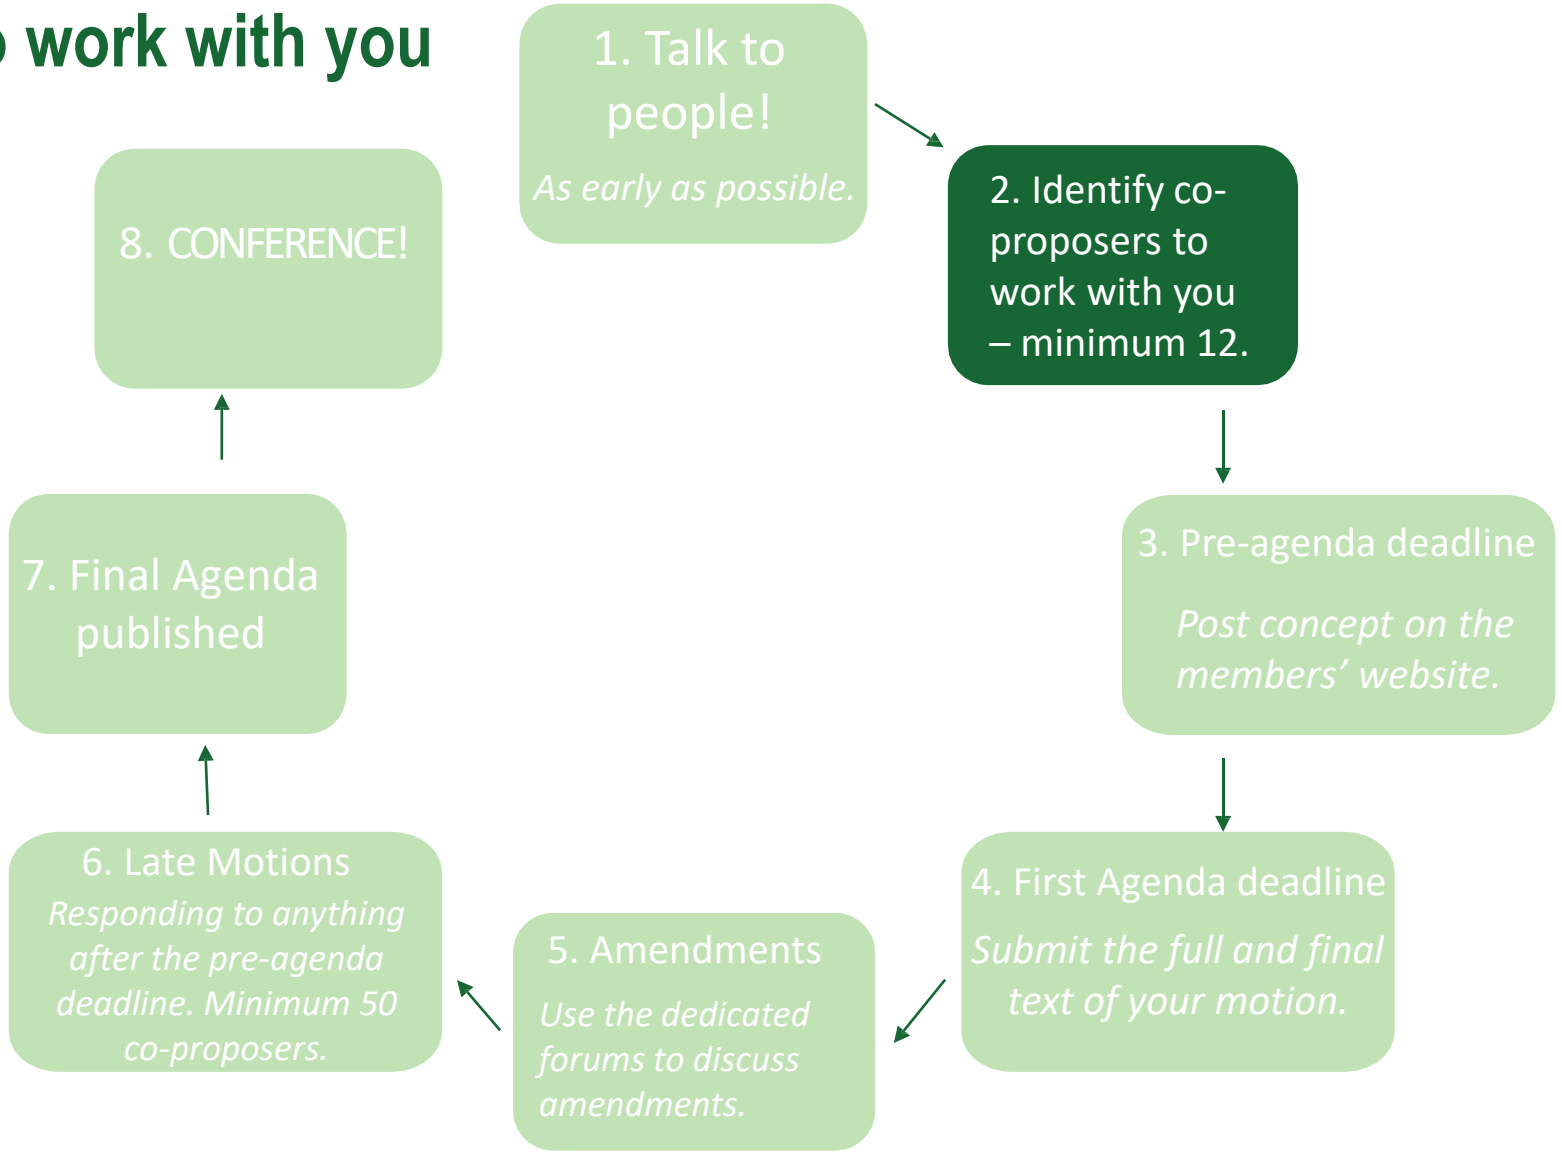 o work with you
1. Talk to
people!
As early as possible.
2. Identify co-
proposers to
work with you
– minimum 12.
3. Pre-agenda deadline
Post concept on the
members’ website.
4. First Agenda deadline
Submit the full and final
text of your motion.
5. Amendments
Use the dedicated
forums to discuss
amendments.
6. Late Motions
Responding to anything
after the pre-agenda
deadline. Minimum 50
co-proposers.
7. Final Agenda
published
8. CONFERENCE!